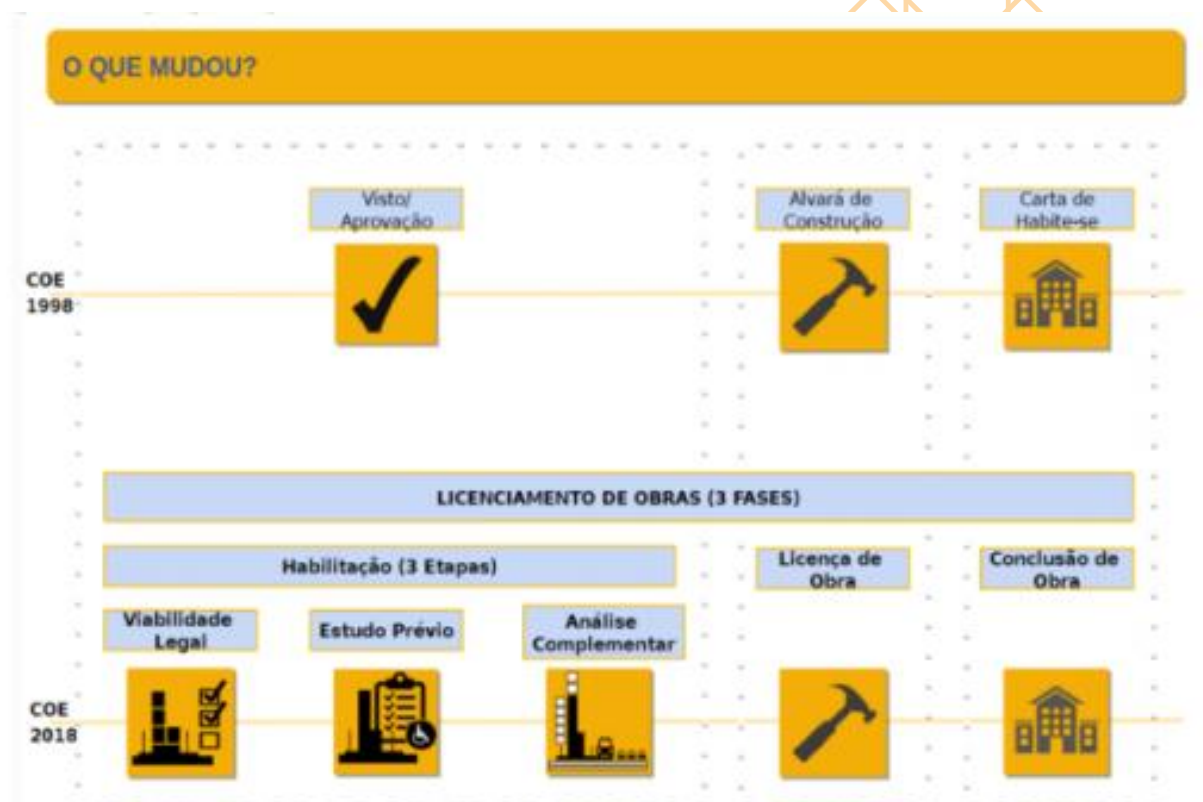 O QUE MUDOU?
Visto/
Aprovação
Alvará de
Construção
Carta de
Habite-se
COE
1998
LICENCIAMENTO DE OBRAS (3 FASES)
Habilitação (3 Etapas)
Licença de
Obra
Conclusão de
Obra
Viabilidade
Legal
Estudo Prévio
Análise
Complementar
COE
2018